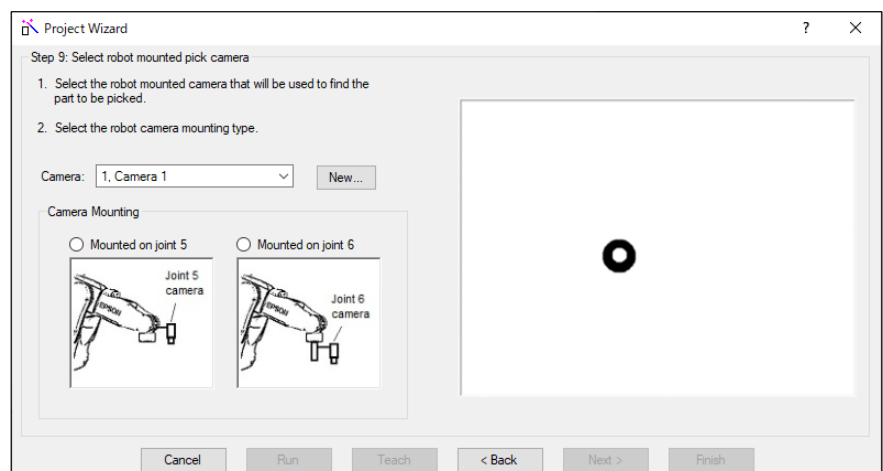 Project Wizard
?
Step 9: Select robot mounted pick camera
1. Select the robot mounted camera that will be used to find the
part to be picked.
2. Select the robot camera mounting type.
Camera: 1, Camera 1 New...
Camera Mounting
Mounted on joint 5 Mounted on joint 6
Joint 5
camera
EPSON
Joint 6
camera
EPSON
Cancel Run Teach < Back Next > Finish